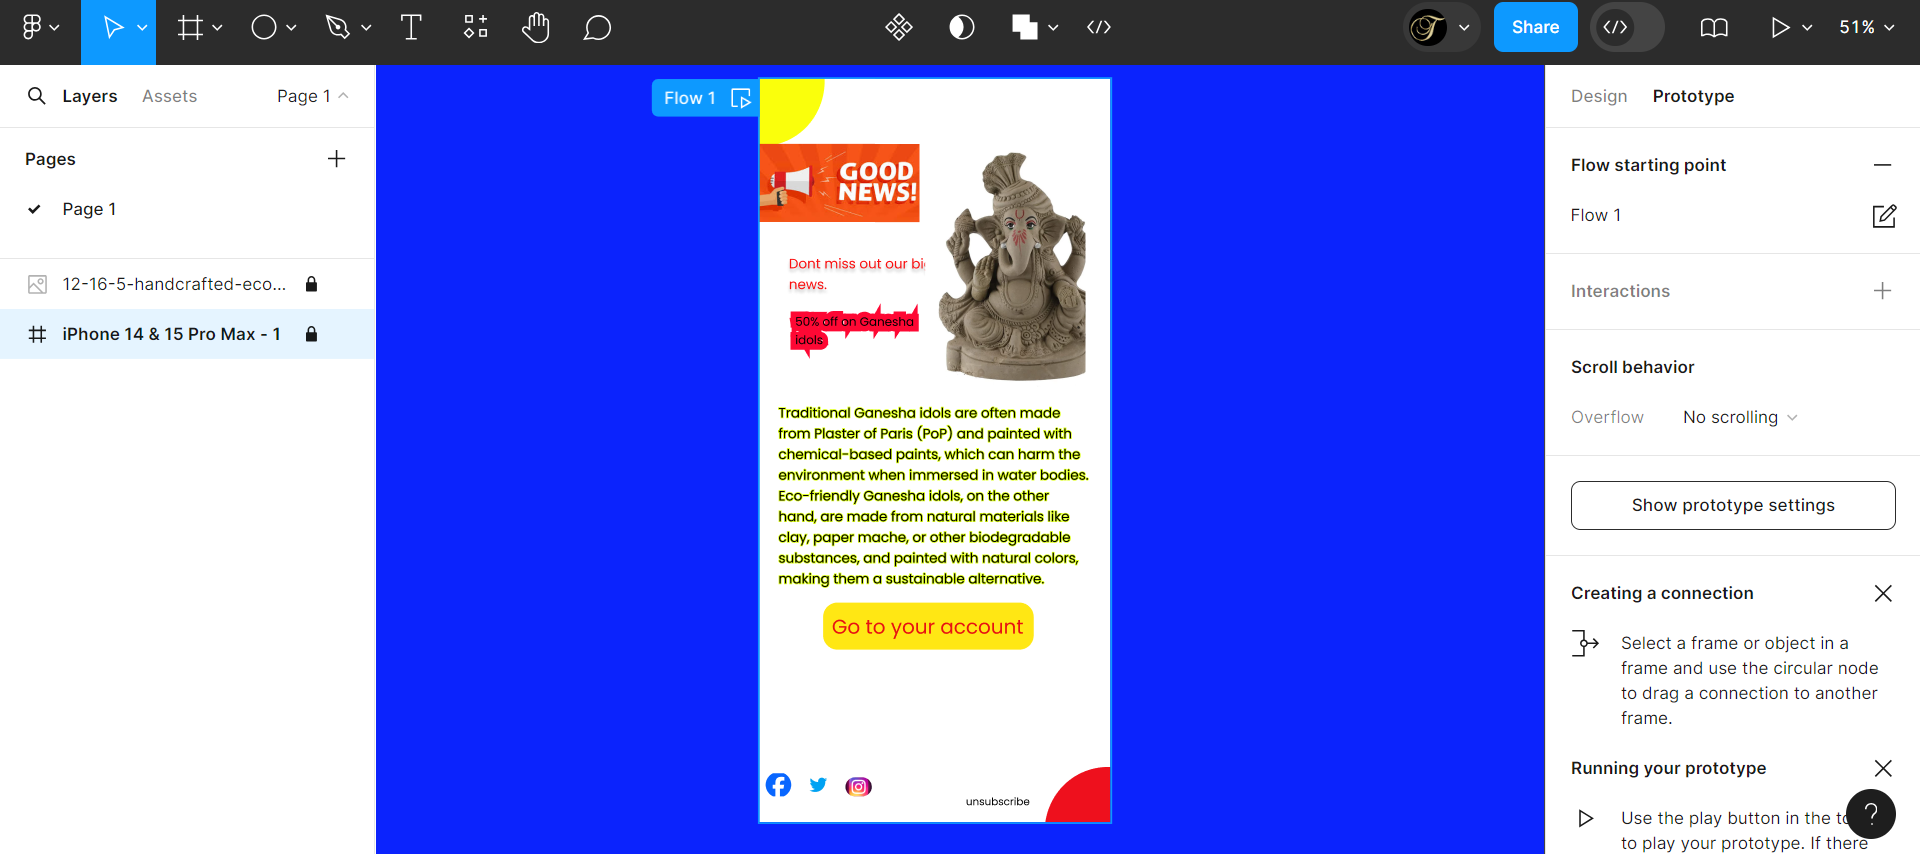 Share
51%
Layers
Assets
Page 1
Pages
Page 1
12-16-5-handcrafted-eco...
iPhone 14 & 15 Pro Max - 1
Flow 1
GOOD
NEWS!
Dont miss out our bi
news.
50% off on Ganesha
idols
Traditional Ganesha idols are often made
from Plaster of Paris (PoP) and painted with
chemical-based paints, which can harm the
environment when immersed in water bodies.
Eco-friendly Ganesha idols, on the other
hand, are made from natural materials like
clay, paper mache, or other biodegradable
substances, and painted with natural colors,
making them a sustainable alternative.
Go to your account
unsubscribe
Design
Prototype
Flow starting point
Flow 1
Interactions
Scroll behavior
Overflow
No scrolling
Show prototype settings
Creating a connection
Select a frame or object in a
frame and use the circular node
to drag a connection to another
frame.
Running your prototype
Use the play button in the
to play your prototype. If there
?